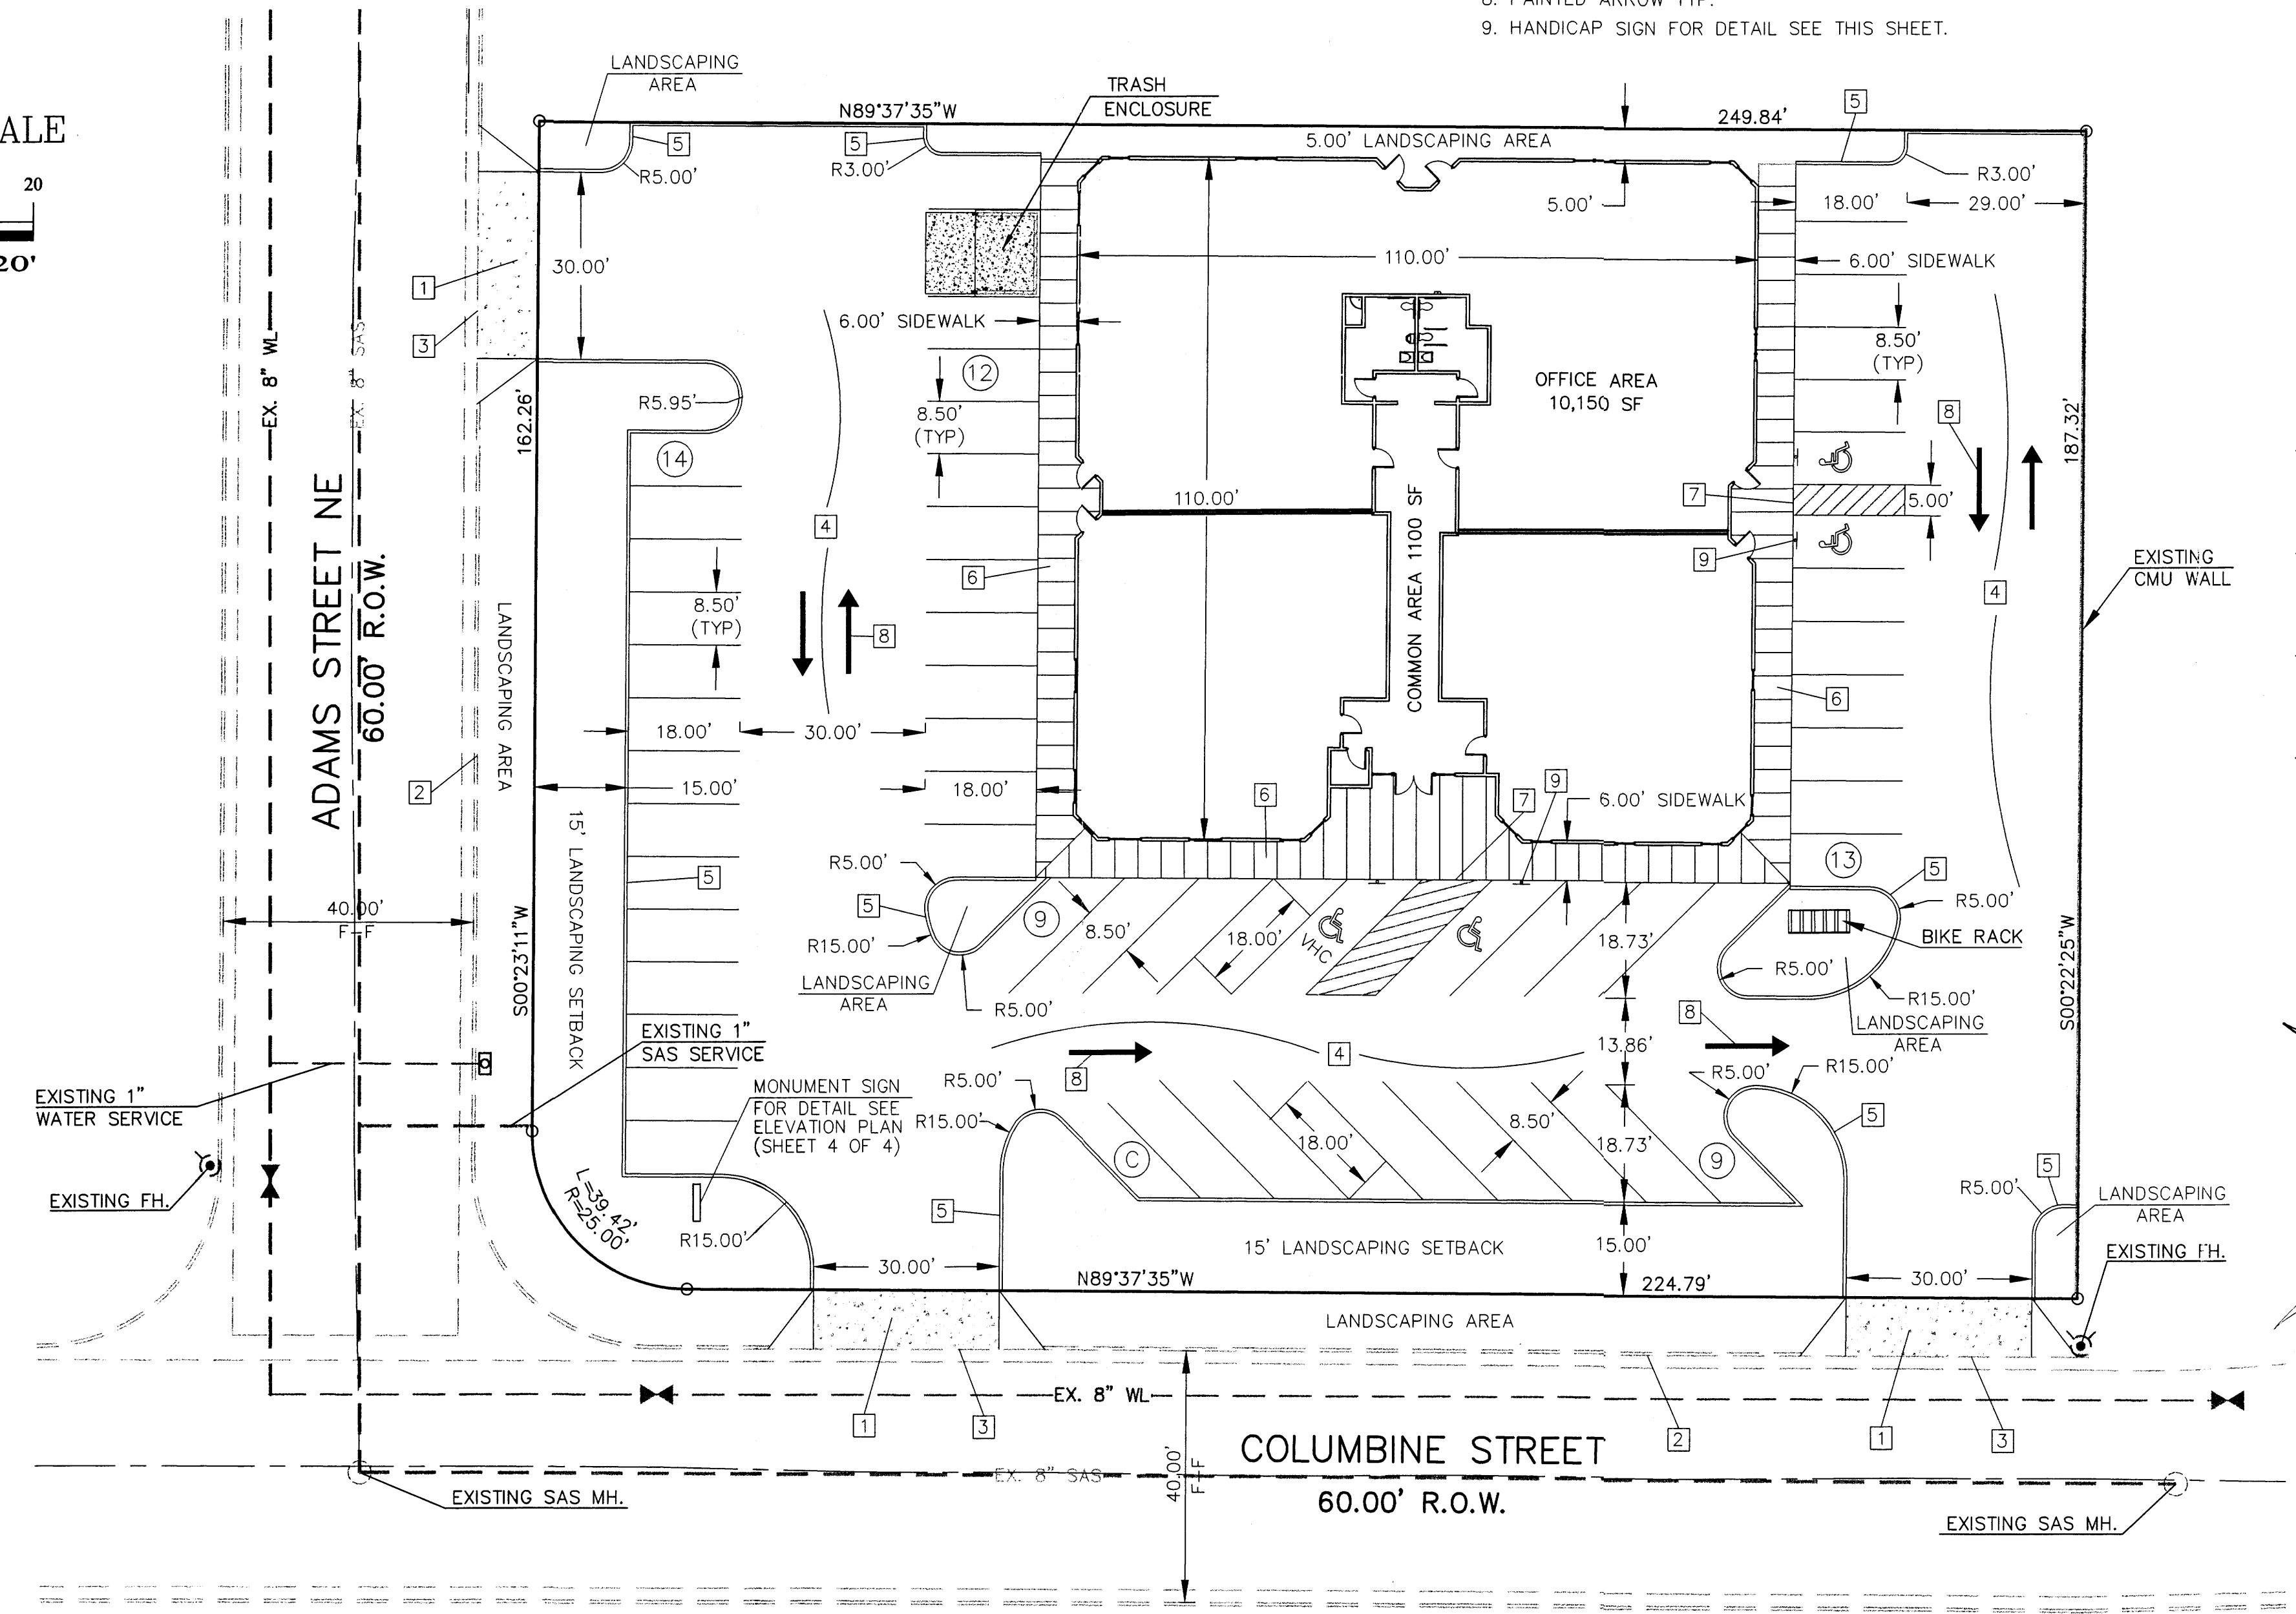 8. PAINTED ARROW TYP.
9. HANDICAP SIGN FOR DETAIL SEE THIS SHEET.
ALE
20
20'
LANDSCAPING
AREA
TRASH
ENCLOSURE
N89°37'35"W
249.84'
5
5
5
5.00' LANDSCAPING AREA
R5.00'
R3.00'
R3.00'
5.00'
18.00'
29.00'
30.00'
110.00'
6.00' SIDEWALK
1
3
6.00' SIDEWALK
8.50'
(TYP)
EX. 8" WL
EX. 8" SAS
162.26'
R5.95'
12
8.50'
(TYP)
OFFICE AREA
10,150 SF
8
187.32'
14
110.00'
7
5.00'
4
COMMON AREA 1100 SF
9
EXISTING
CMU WALL
6
4
ADAMS STREET NE
60.00' R.O.W.
LANDSCAPING AREA
8.50'
(TYP)
8
6
18.00'
30.00'
2
15.00'
18.00'
6
7
9
6.00' SIDEWALK
15' LANDSCAPING SETBACK
R5.00'
13
5
5
5
40.00'
F-F
S00°23'11"W
9
8.50'
18.00'
VHC
18.73'
R5.00'
BIKE RACK
R15.00'
R5.00'
LANDSCAPING
AREA
R5.00'
R15.00'
LANDSCAPING
AREA
S00°22'25"W
EXISTING 1"
SAS SERVICE
8
4
13.86'
8
EXISTING 1"
WATER SERVICE
MONUMENT SIGN
FOR DETAIL SEE
ELEVATION PLAN
(SHEET 4 OF 4)
R5.00'
R15.00'
R5.00'
R15.00'
5
8.50'
18.00'
18.73'
C
9
EXISTING FH.
L=39.42'
R=25.00'
R15.00'
5
5
R5.00'
LANDSCAPING
AREA
15' LANDSCAPING SETBACK
15.00'
EXISTING FH.
30.00'
N89°37'35"W
224.79'
30.00'
LANDSCAPING AREA
EX. 8" WL
1
3
2
1
3
40.00'
F-F
COLUMBINE STREET
60.00' R.O.W.
EX. 8" SAS
EXISTING SAS MH.
EXISTING SAS MH.